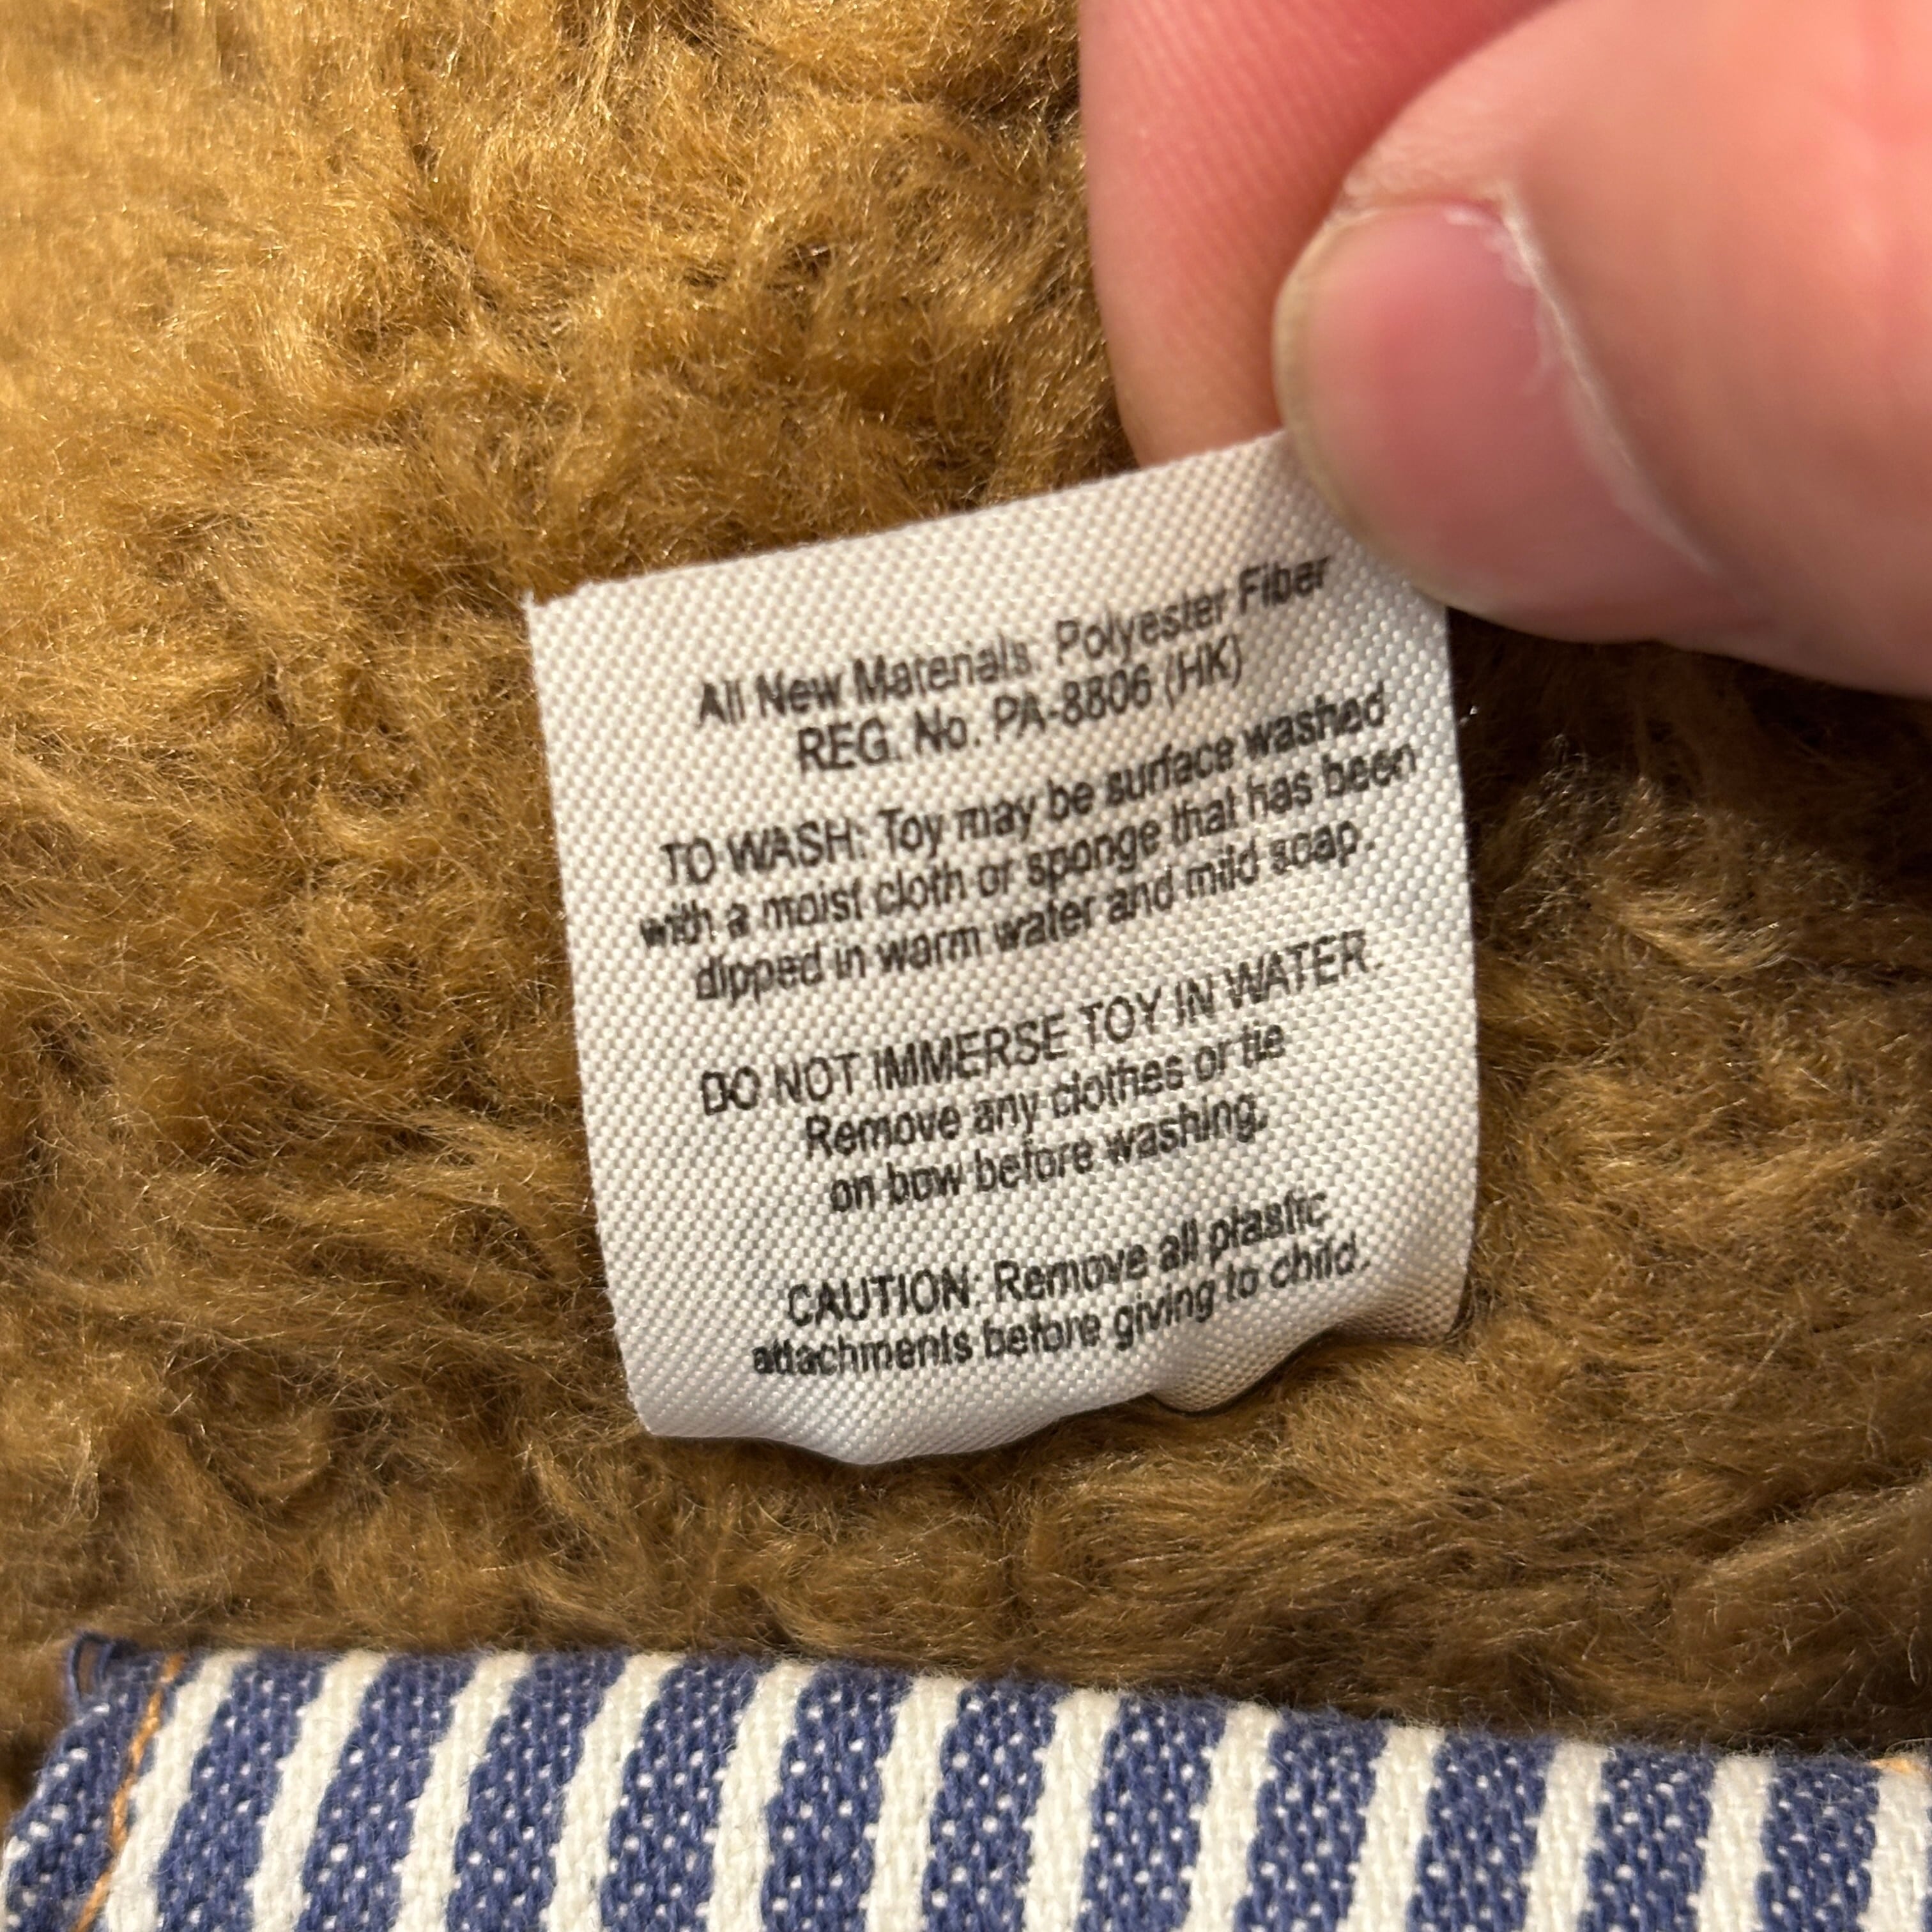 All New Materials: Polyester Fiber
REG. No. PA-8806 (HK)
TO WASH: Toy may be surface washed
with a moist cloth or sponge that has been
dipped in warm water and mild soap.
DO NOT IMMERSE TOY IN WATER.
Remove any clothes or tie
on bow before washing.
CAUTION: Remove all plastic
attachments before giving to child.